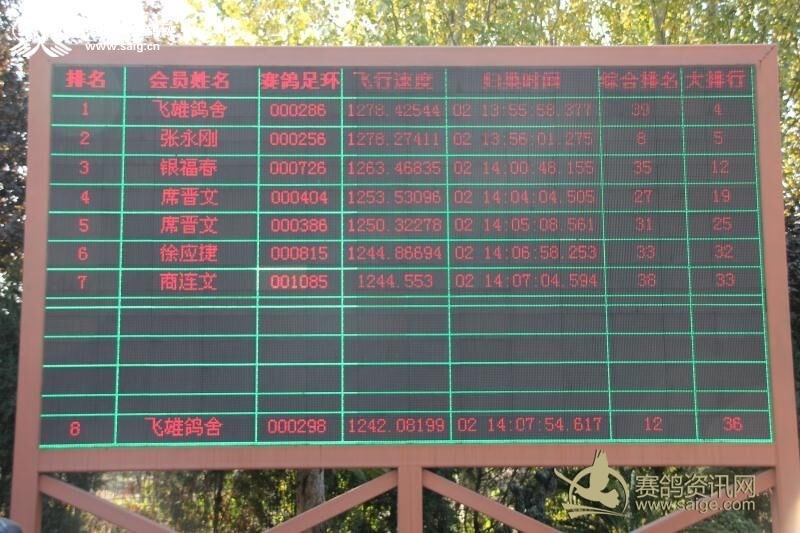 www.saig.cn
排名 会员姓名 赛鸽足环 飞行速度 归巢时间 综合排名 大排行
1 飞雄鸽舍 000286 1278.42544 02 13:55:58.377 39 4
2 张永刚 000256 1278.27411 02 13:56:01.275 8 5
3 银福春 000726 1263.46835 02 14:00:48.155 35 12
4 席晋文 000404 1253.53096 02 14:04:04.505 27 19
5 席晋文 000386 1250.32278 02 14:05:08.561 31 25
6 徐应捷 000815 1244.86694 02 14:06:58.253 33 32
7 商连文 001085 1244.553 02 14:07:04.594 38 33
8 飞雄鸽舍 000298 1242.08199 02 14:07:54.617 12 36
赛鸽资讯网
www.saige.com